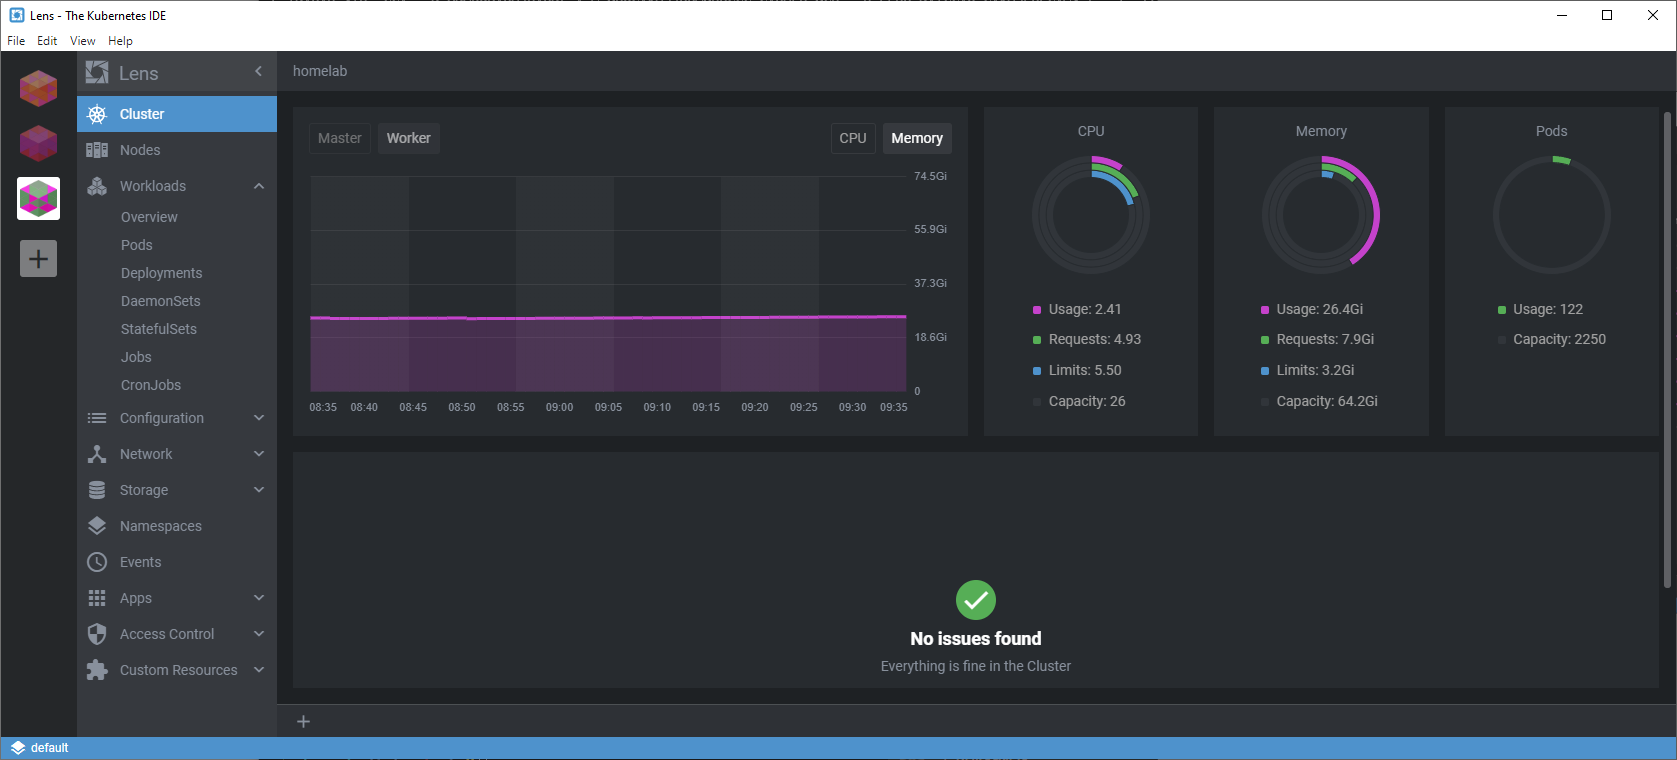 Lens - The Kubernetes IDE
File Edit View Help
Lens
homelab
Cluster
Nodes
Workloads
Overview
Pods
Deployments
DaemonSets
StatefulSets
Jobs
CronJobs
Configuration
Network
Storage
Namespaces
Events
Apps
Access Control
Custom Resources
Master Worker CPU Memory
74.5Gi
55.9Gi
37.3Gi
18.6Gi
0
08:35 08:40 08:45 08:50 08:55 09:00 09:05 09:10 09:15 09:20 09:25 09:30 09:35
CPU
Usage: 2.41
Requests: 4.93
Limits: 5.50
Capacity: 26
Memory
Usage: 26.4Gi
Requests: 7.9Gi
Limits: 3.2Gi
Capacity: 64.2Gi
Pods
Usage: 122
Capacity: 2250
No issues found
Everything is fine in the Cluster
default